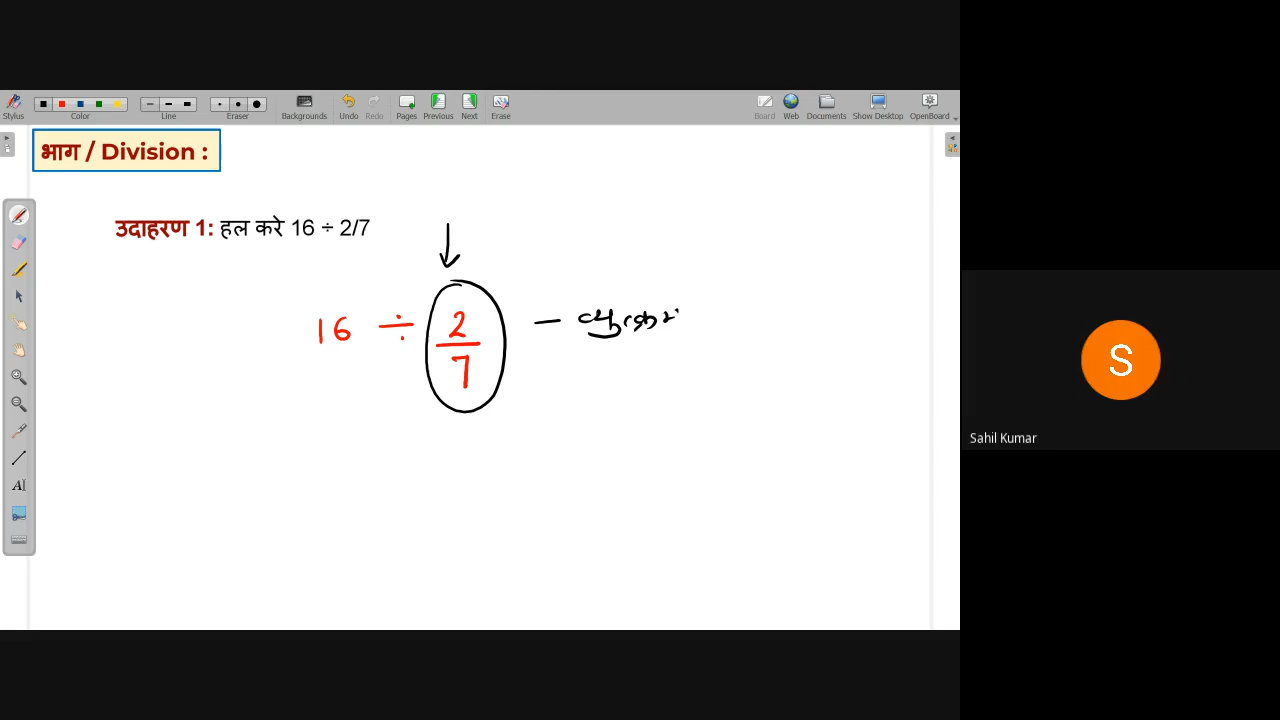 Stylus Color Line Eraser Backgrounds Undo Redo Pages Previous Next Erase Board Web Documents Show Desktop OpenBoard
भाग / Division :
उदाहरण 1: हल करे 16 ÷ 2/7
16 ÷ 2/7 –
S
Sahil Kumar